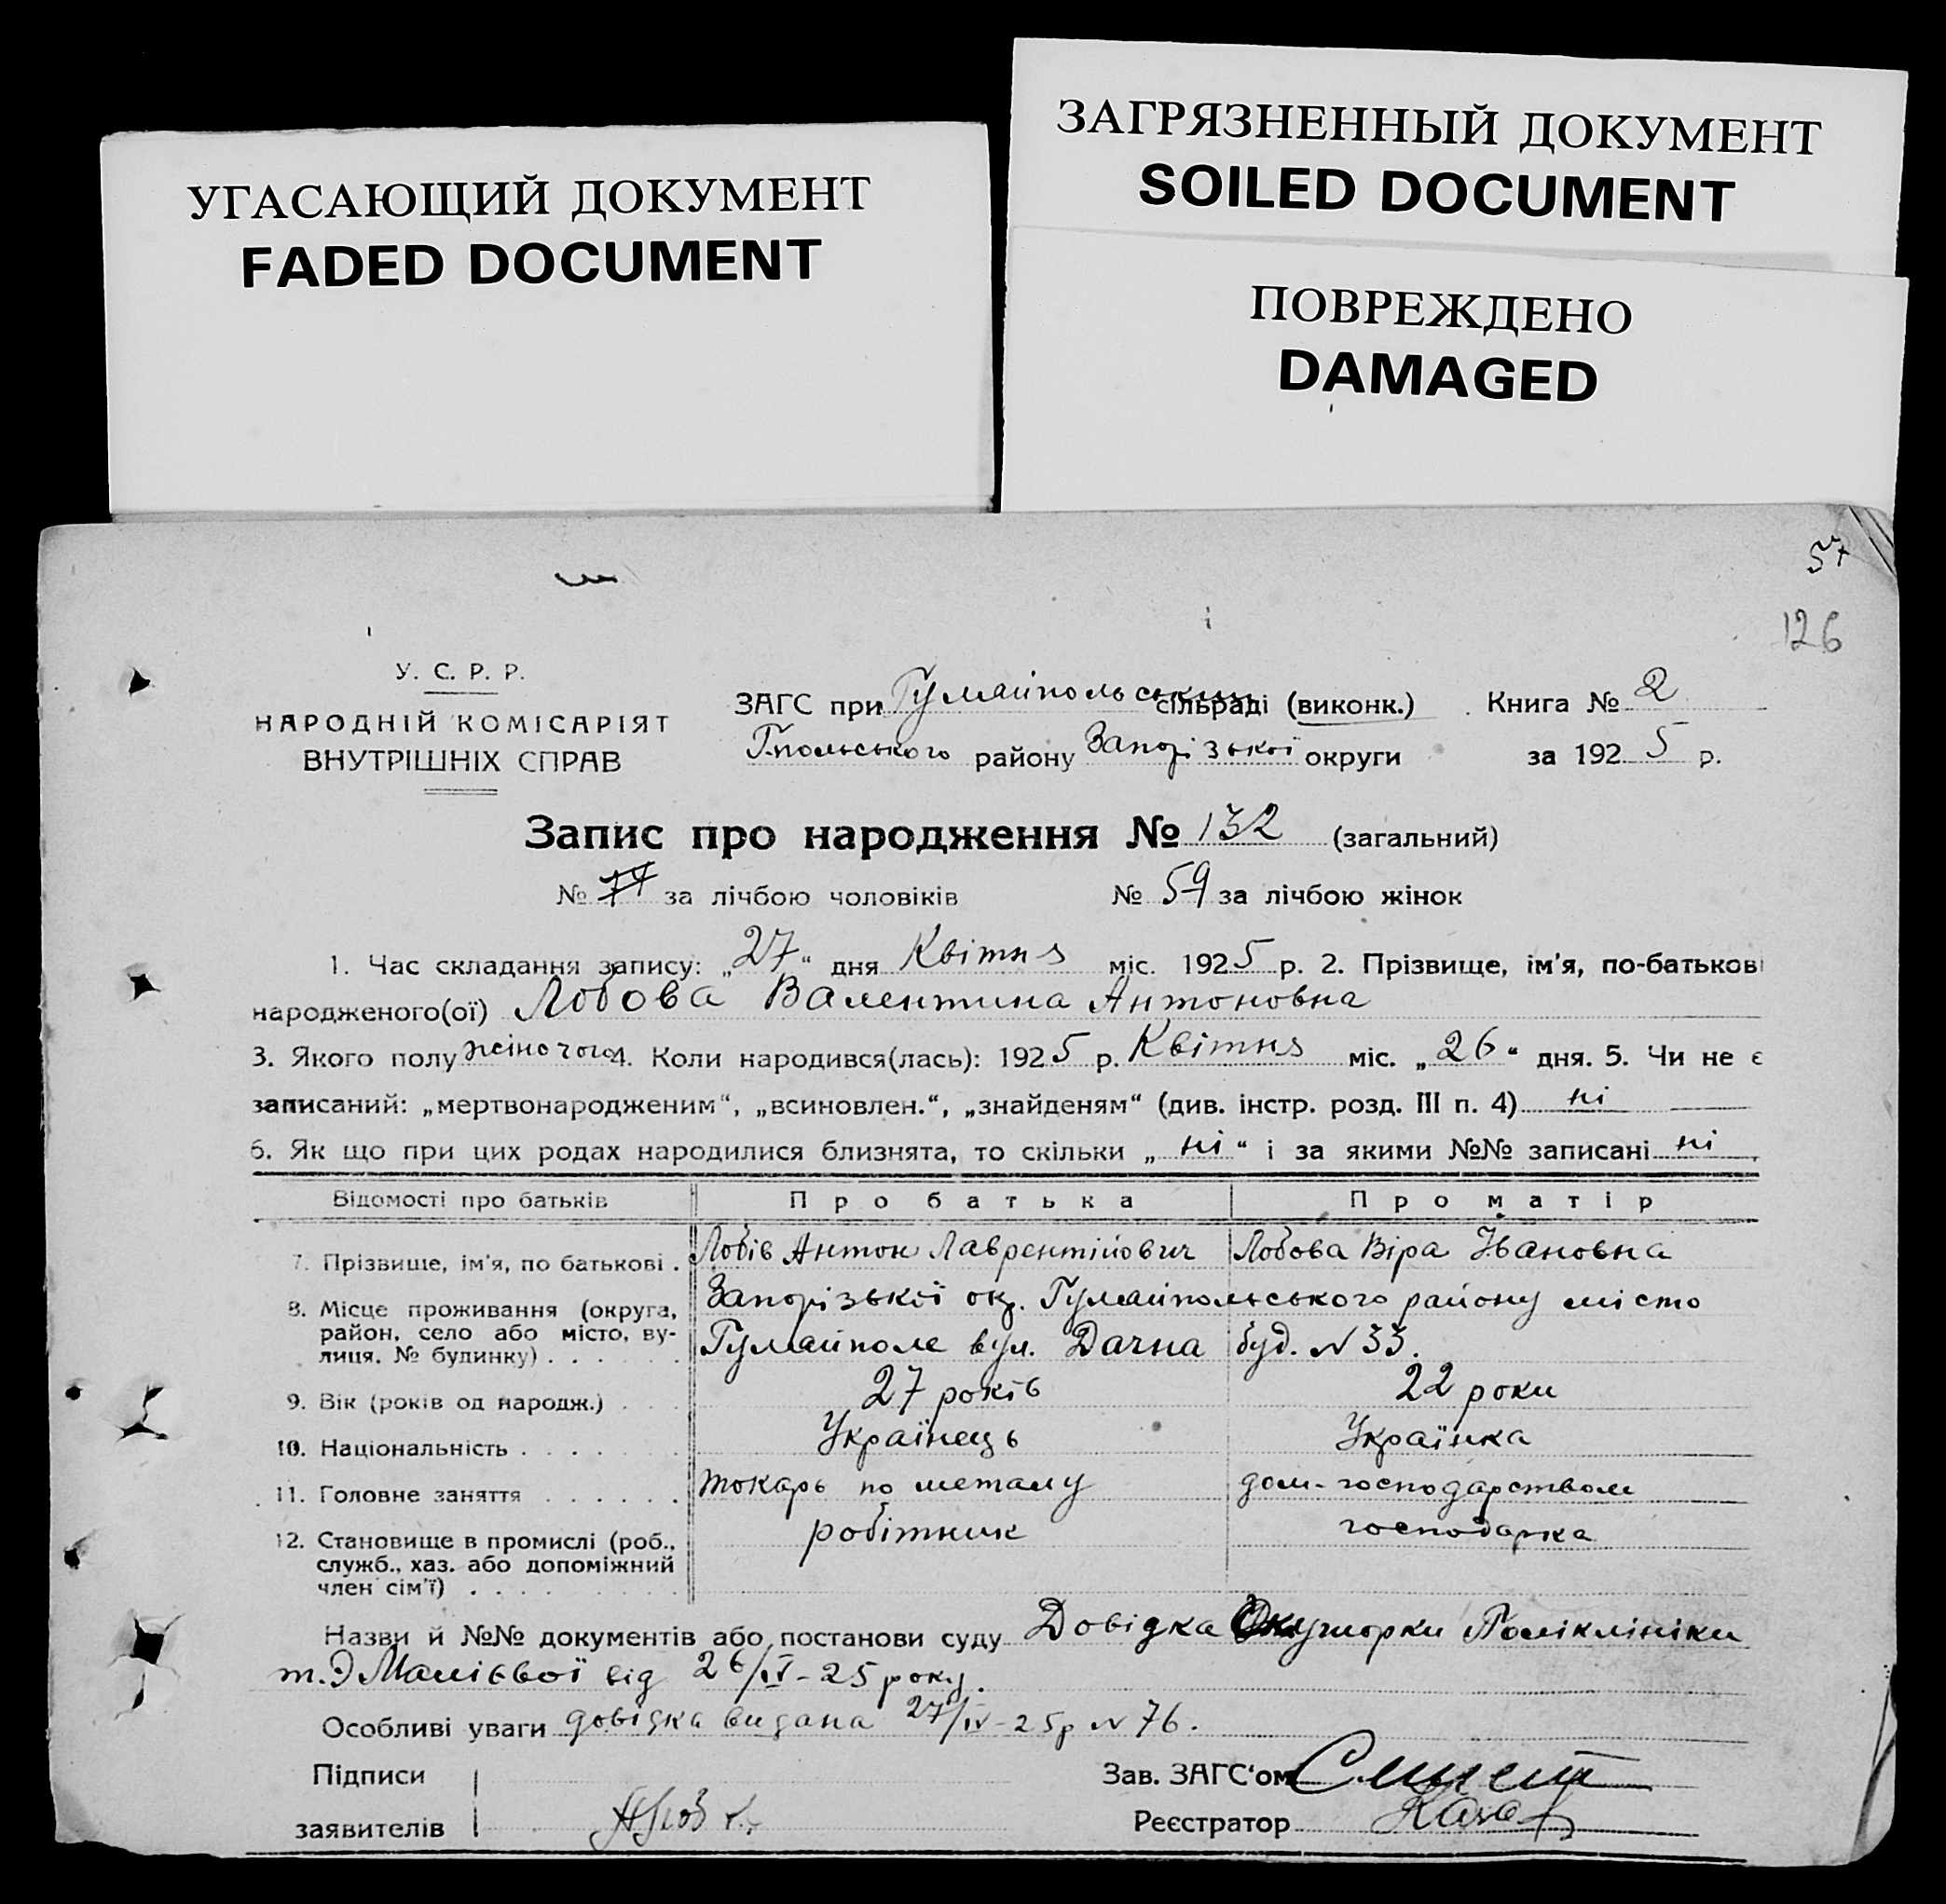 ЗАГРЯЗНЕННЫЙ ДОКУМЕНТ
SOILED DOCUMENT
УГАСАЮЩИЙ ДОКУМЕНТ
FADED DOCUMENT
ПОВРЕЖДЕНО
DAMAGED
57
126
У. С. Р. Р.
НАРОДНІЙ КОМІСАРІЯТ
ВНУТРІШНІХ СПРАВ
ЗАГС при Гуляйпольським сільраді (виконк.) Книга № 2
Г-польського району Запорізької округи за 1925 р.
Запис про народження № 132 (загальний)
№ за лічбою чоловіків № 59 за лічбою жінок
1. Час складання запису: „27“ дня Квітня міс. 1925 р. 2. Прізвище, ім'я, по-батькові
народженого(ої) Лобова Валентина Антоновна
3. Якого полу жіночого 4. Коли народився(лась): 1925 р. Квітня міс. „26“ дня. 5. Чи не є
записаний: „мертвонародженим“, „всиновлен.“, „знайденям“ (див. інстр. розд. III п. 4) ні
6. Як що при цих родах народилися близнята, то скільки „ні“ і за якими №№ записані ні
Відомості про батьків Про батька Про матір
7. Прізвище, ім'я, по батькові . Лобів Антон Лаврентійович Лобова Віра Івановна
8. Місце проживання (округа, район, село або місто, вулиця, № будинку) . . . . . . Запорізької окр. Гуляйпольського району місто
Гуляйполе вул. Дачна буд. № 33.
9. Вік (років од народж.) . . . 27 років 22 роки
10. Національність . . . . . . Українець Українка
11. Головне заняття . . . . . . токарь по металу дом-господарством
12. Становище в промислі (роб., служб., хаз. або допоміжний член сім'ї) . . . . робітник господарка
Назви й №№ документів або постанови суду Довідка Окушорки Поліклініки
від 26/IV-25 року.
Особливі уваги довідка видана 27/IV-25р № 76.
Підписи Зав. ЗАГС'ом
заявителів Реєстратор